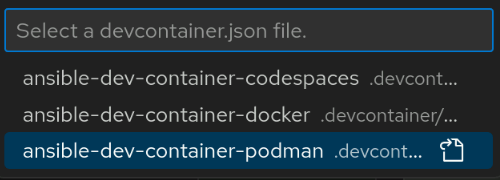 Select a devcontainer.json file.
ansible-dev-container-codespaces .devcont...
ansible-dev-container-docker .devcontainer/...
ansible-dev-container-podman .devcont...